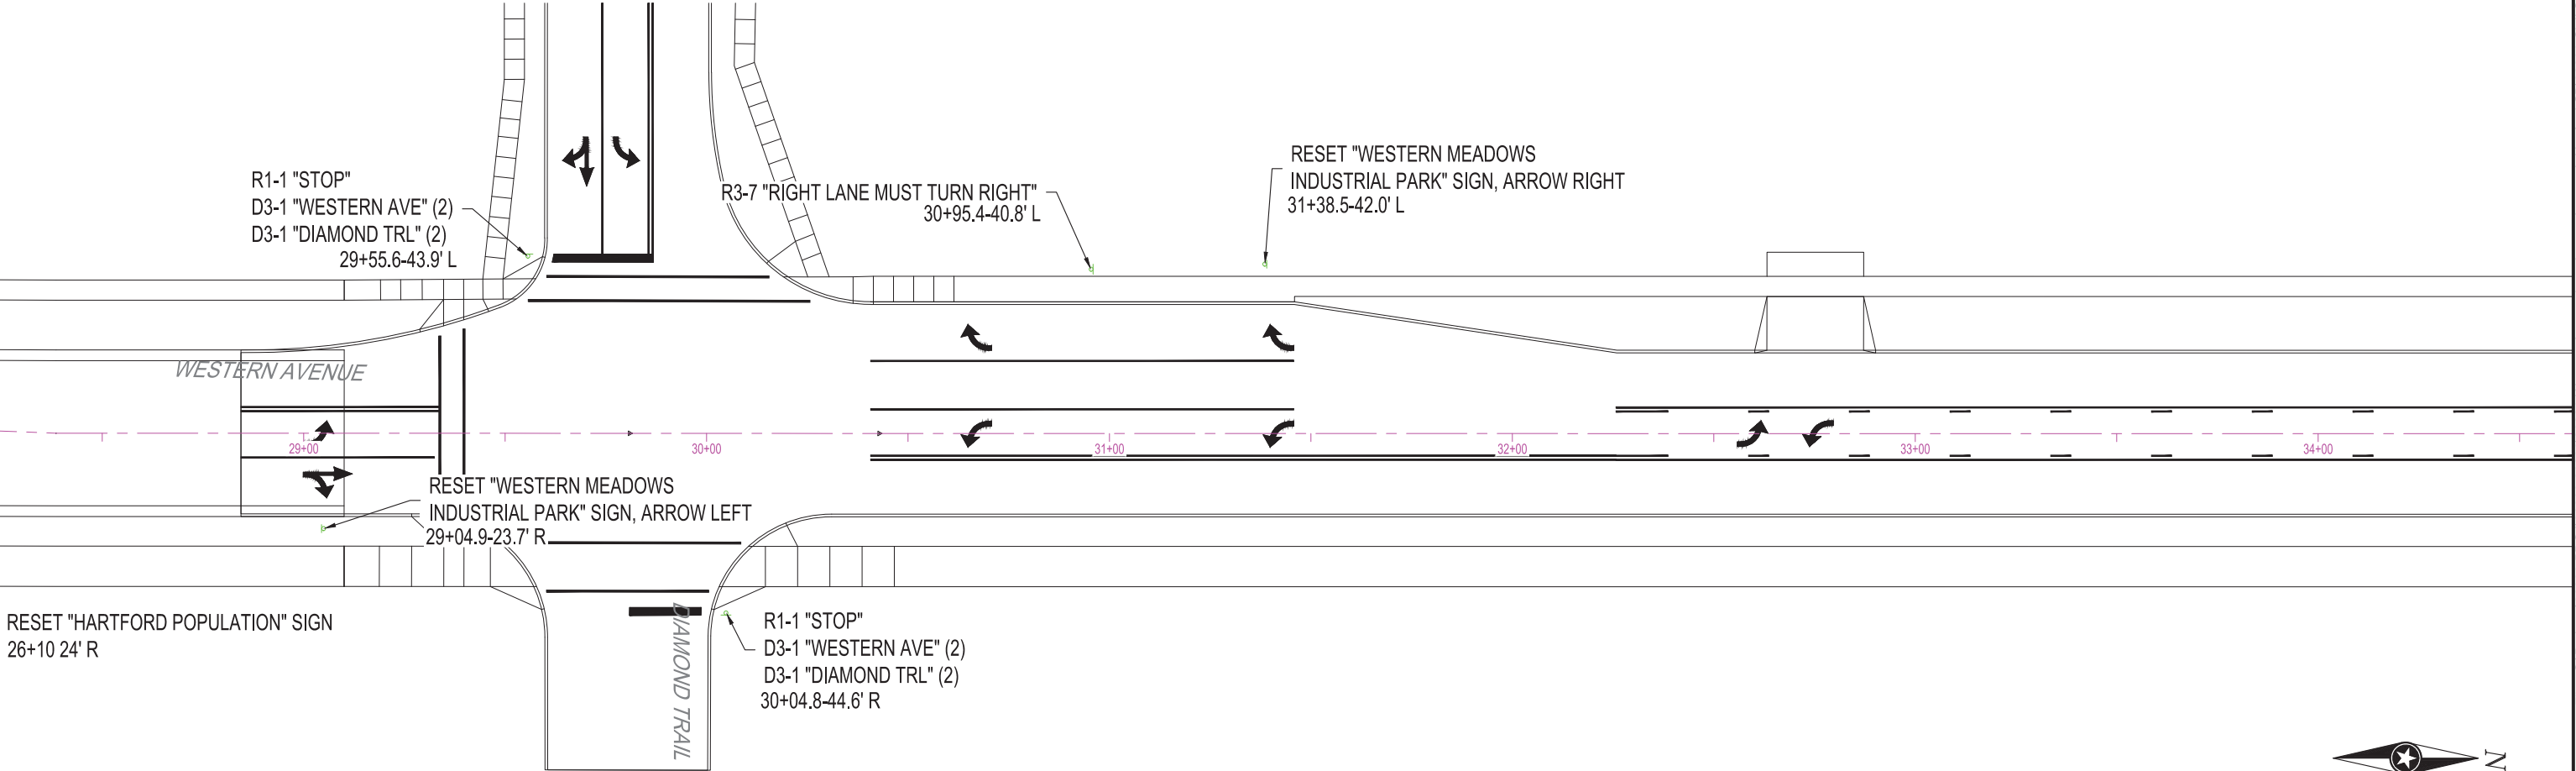 R1-1 "STOP"
D3-1 "WESTERN AVE" (2)
D3-1 "DIAMOND TRL" (2)
29+55.6-43.9' L
R3-7 "RIGHT LANE MUST TURN RIGHT"
30+95.4-40.8' L
RESET "WESTERN MEADOWS
INDUSTRIAL PARK" SIGN, ARROW RIGHT
31+38.5-42.0' L
WESTERN AVENUE
29+00
30+00
31+00
32+00
33+00
34+00
RESET "WESTERN MEADOWS
INDUSTRIAL PARK" SIGN, ARROW LEFT
29+04.9-23.7' R
RESET "HARTFORD POPULATION" SIGN
26+10 24' R
DIAMOND TRAIL
R1-1 "STOP"
D3-1 "WESTERN AVE" (2)
D3-1 "DIAMOND TRL" (2)
30+04.8-44.6' R
N